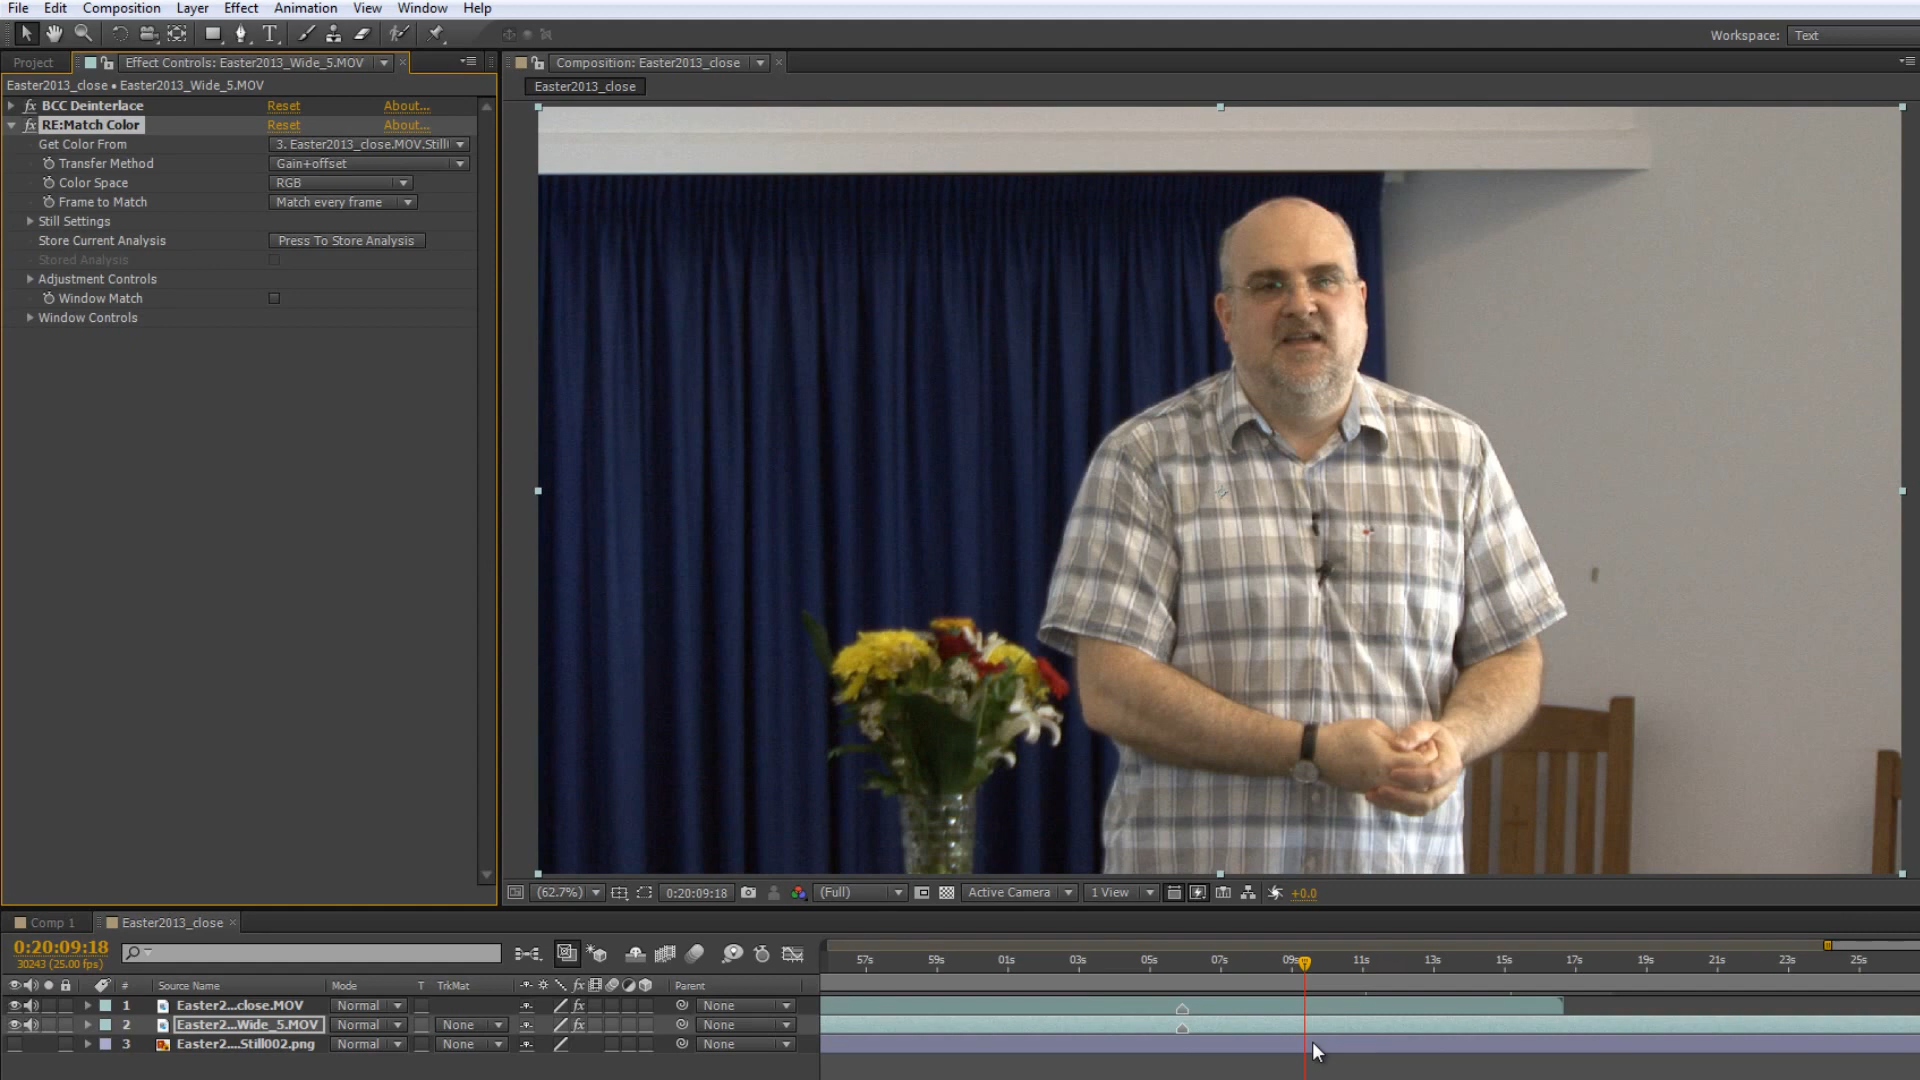 File Edit Composition Layer Effect Animation View Window Help
Workspace: Text
Project Effect Controls: Easter2013_Wide_5.MOV
Composition: Easter2013_close
Easter2013_close • Easter2013_Wide_5.MOV
Easter2013_close
fx BCC Deinterlace Reset About...
fx RE:Match Color Reset About...
Get Color From 3. Easter2013_close.MOV.Still
Transfer Method Gain+offset
Color Space RGB
Frame to Match Match every frame
Still Settings
Store Current Analysis Press To Store Analysis
Stored Analysis
Adjustment Controls
Window Match
Window Controls
(62.7%) 0:20:09:18 (Full) Active Camera 1 View +0.0
Comp 1 Easter2013_close
0:20:09:18
30243 (25.00 fps)
57s 59s 01s 03s 05s 07s 09s 11s 13s 15s 17s 19s 21s 23s 25s
# Source Name Mode T TrkMat fx Parent
1 Easter2...close.MOV Normal fx None
2 Easter2...Wide_5.MOV Normal None fx None
3 Easter2....Still002.png Normal None None